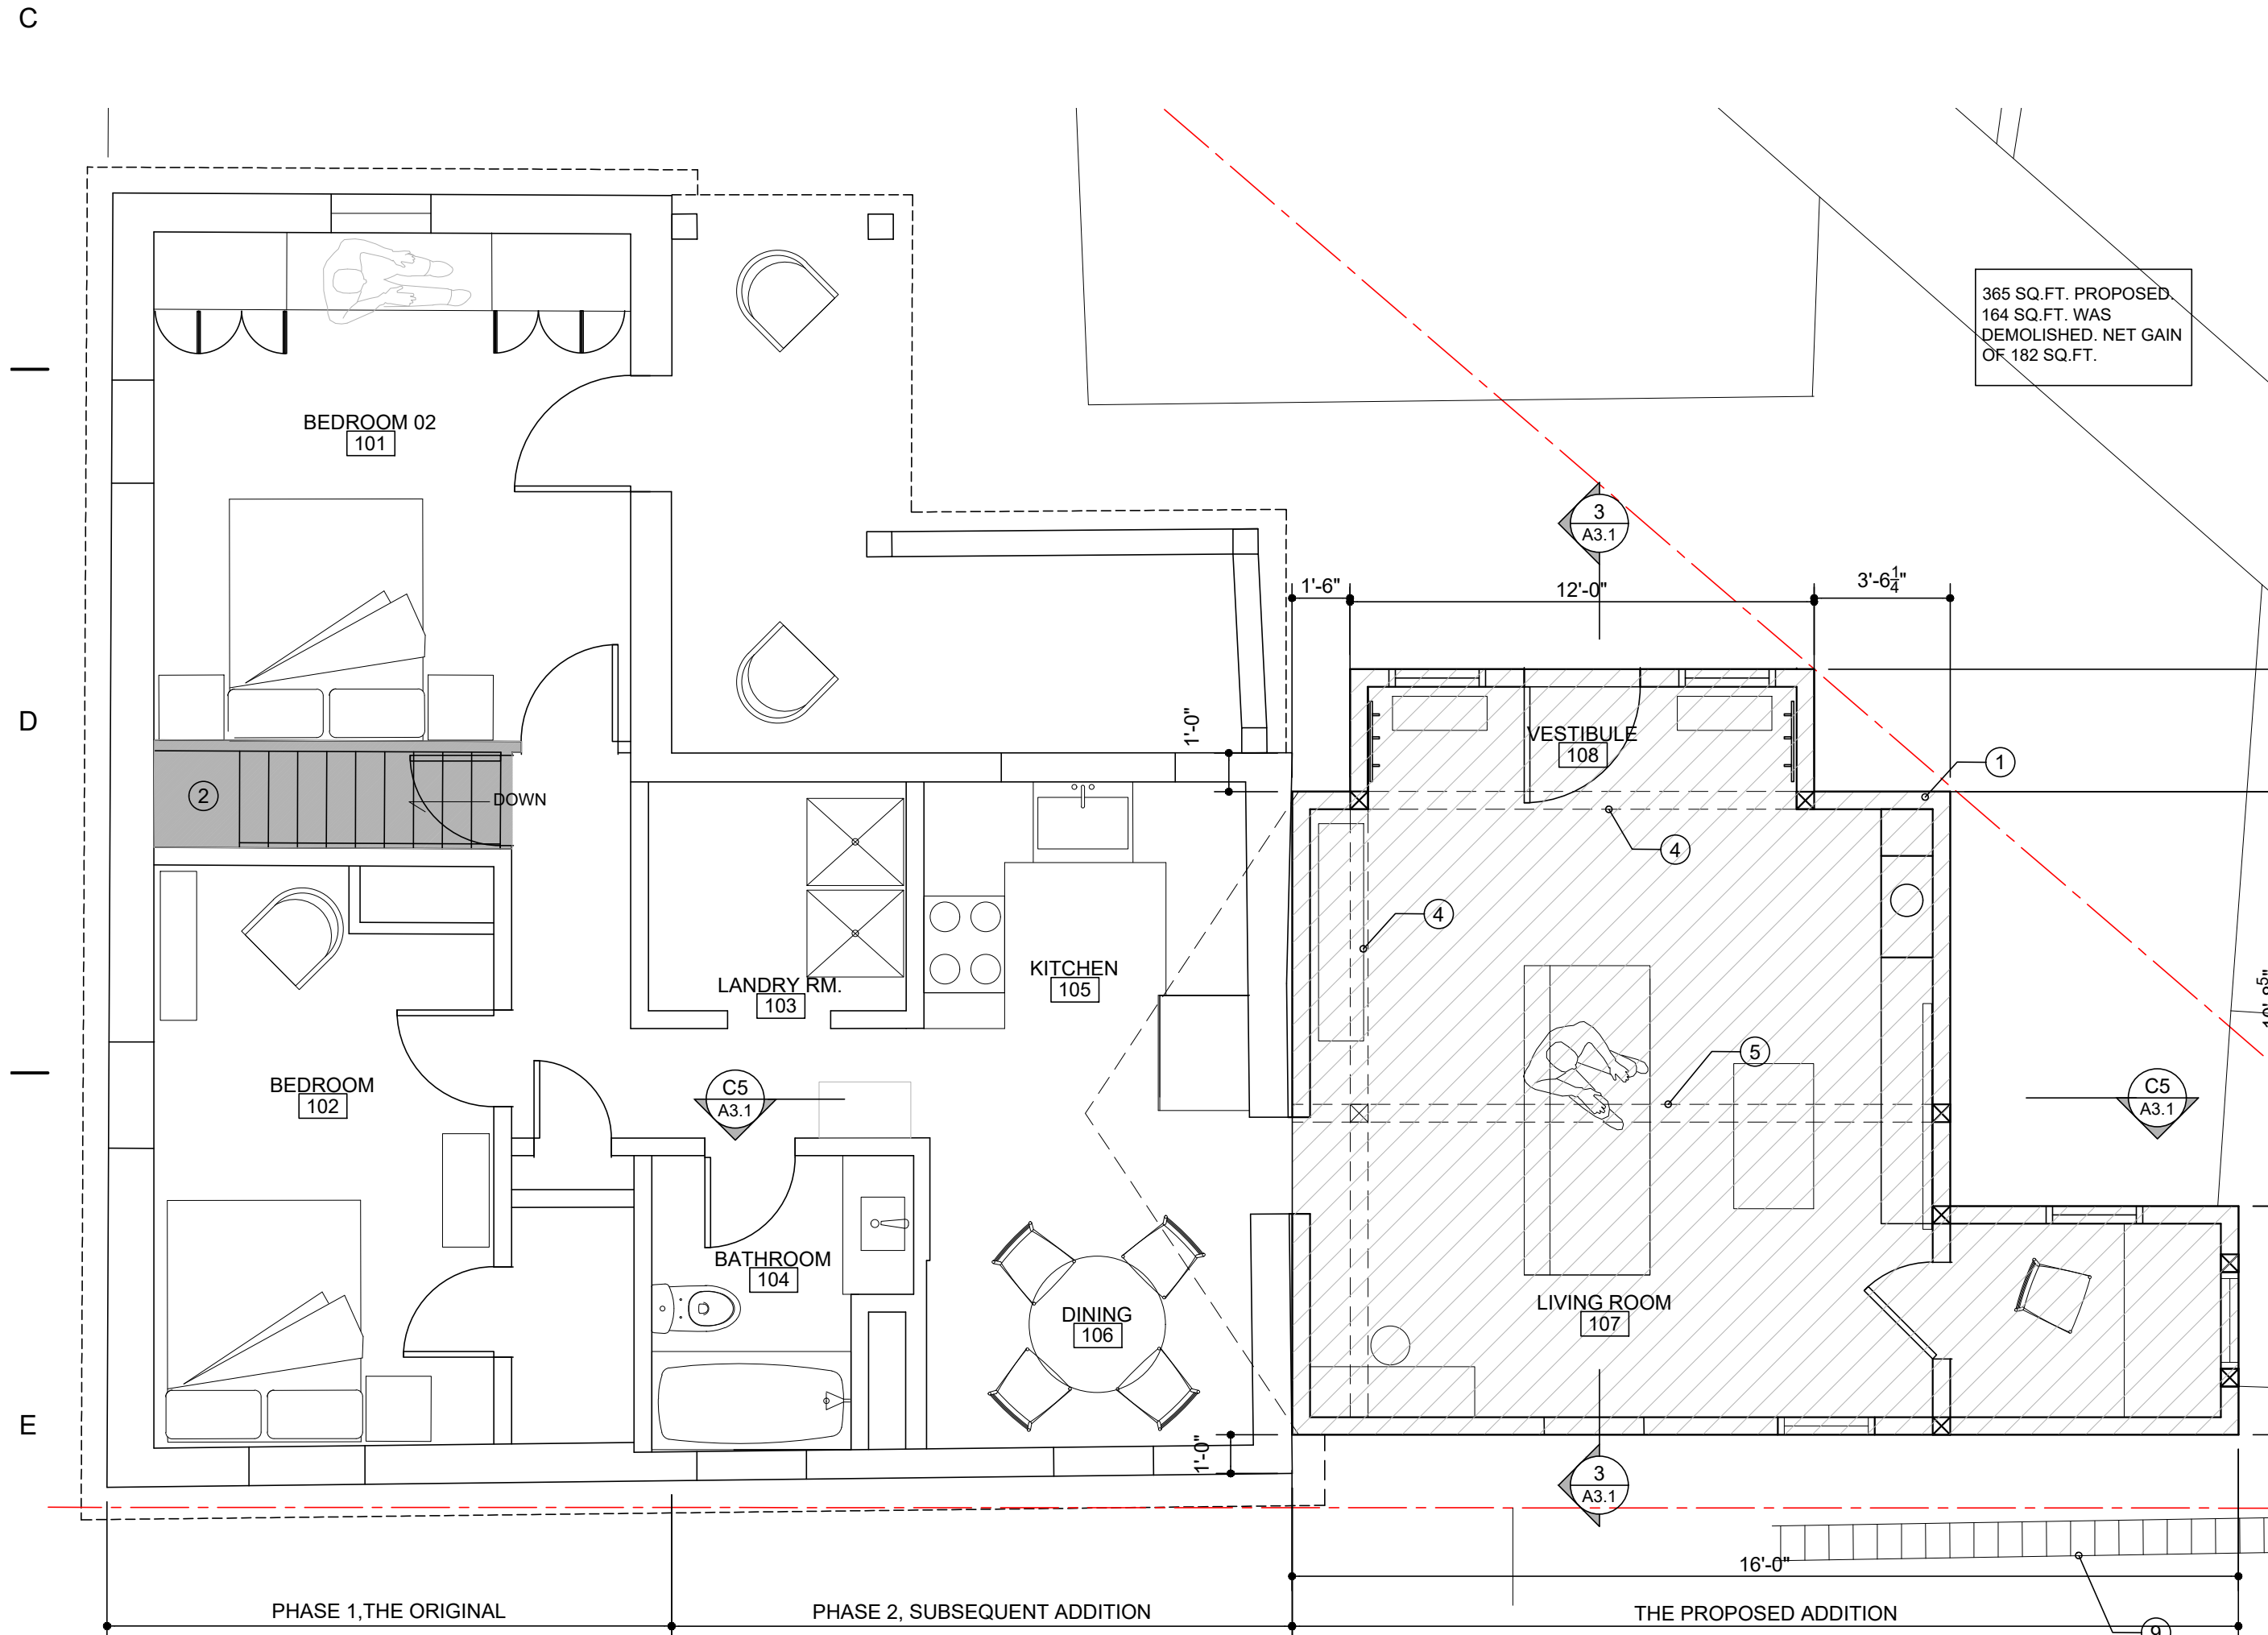 C
365 SQ.FT. PROPOSED.
164 SQ.FT. WAS
DEMOLISHED. NET GAIN
OF 182 SQ.FT.
BEDROOM 02
101
3
A3.1
1'-6"
12'-0"
3'-6 1/4"
D
1'-0"
VESTIBULE
108
1
2
DOWN
4
4
LANDRY RM.
103
KITCHEN
105
5
BEDROOM
102
C5
A3.1
C5
A3.1
BATHROOM
104
DINING
106
LIVING ROOM
107
E
1'-0"
3
A3.1
16'-0"
PHASE 1,THE ORIGINAL
PHASE 2, SUBSEQUENT ADDITION
THE PROPOSED ADDITION
9